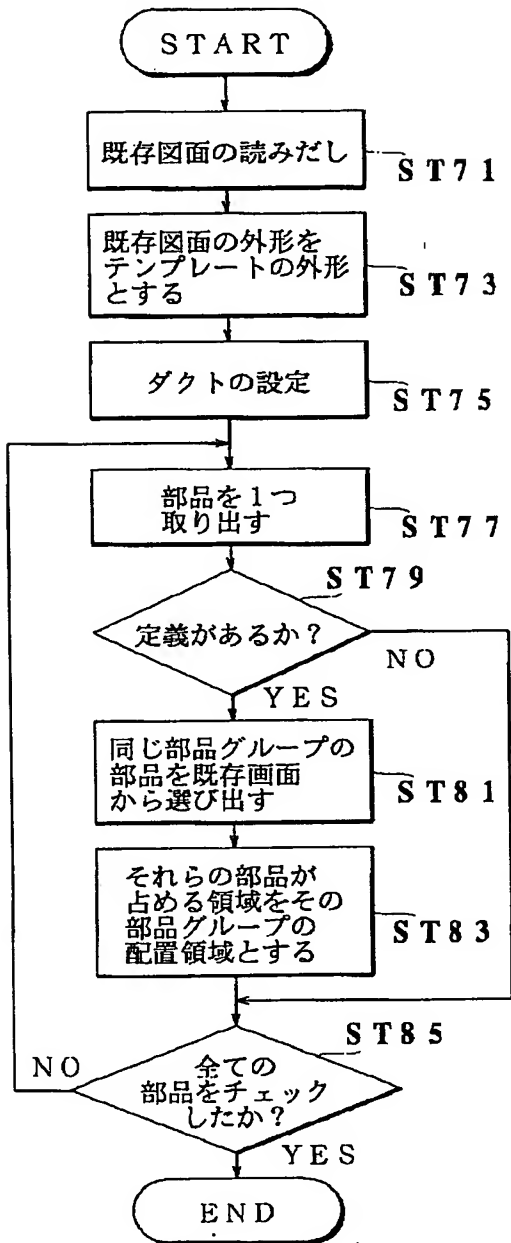 START
既存図面の読みだし
ST71
既存図面の外形を
テンプレートの外形
とする
ST73
ダクトの設定
ST75
部品を1つ
取り出す
ST77
ST79
定義があるか？
NO
YES
同じ部品グループの
部品を既存画面
から選び出す
ST81
それらの部品が
占める領域をその
部品グループの
配置領域とする
ST83
ST85
NO
全ての
部品をチェック
したか？
YES
END